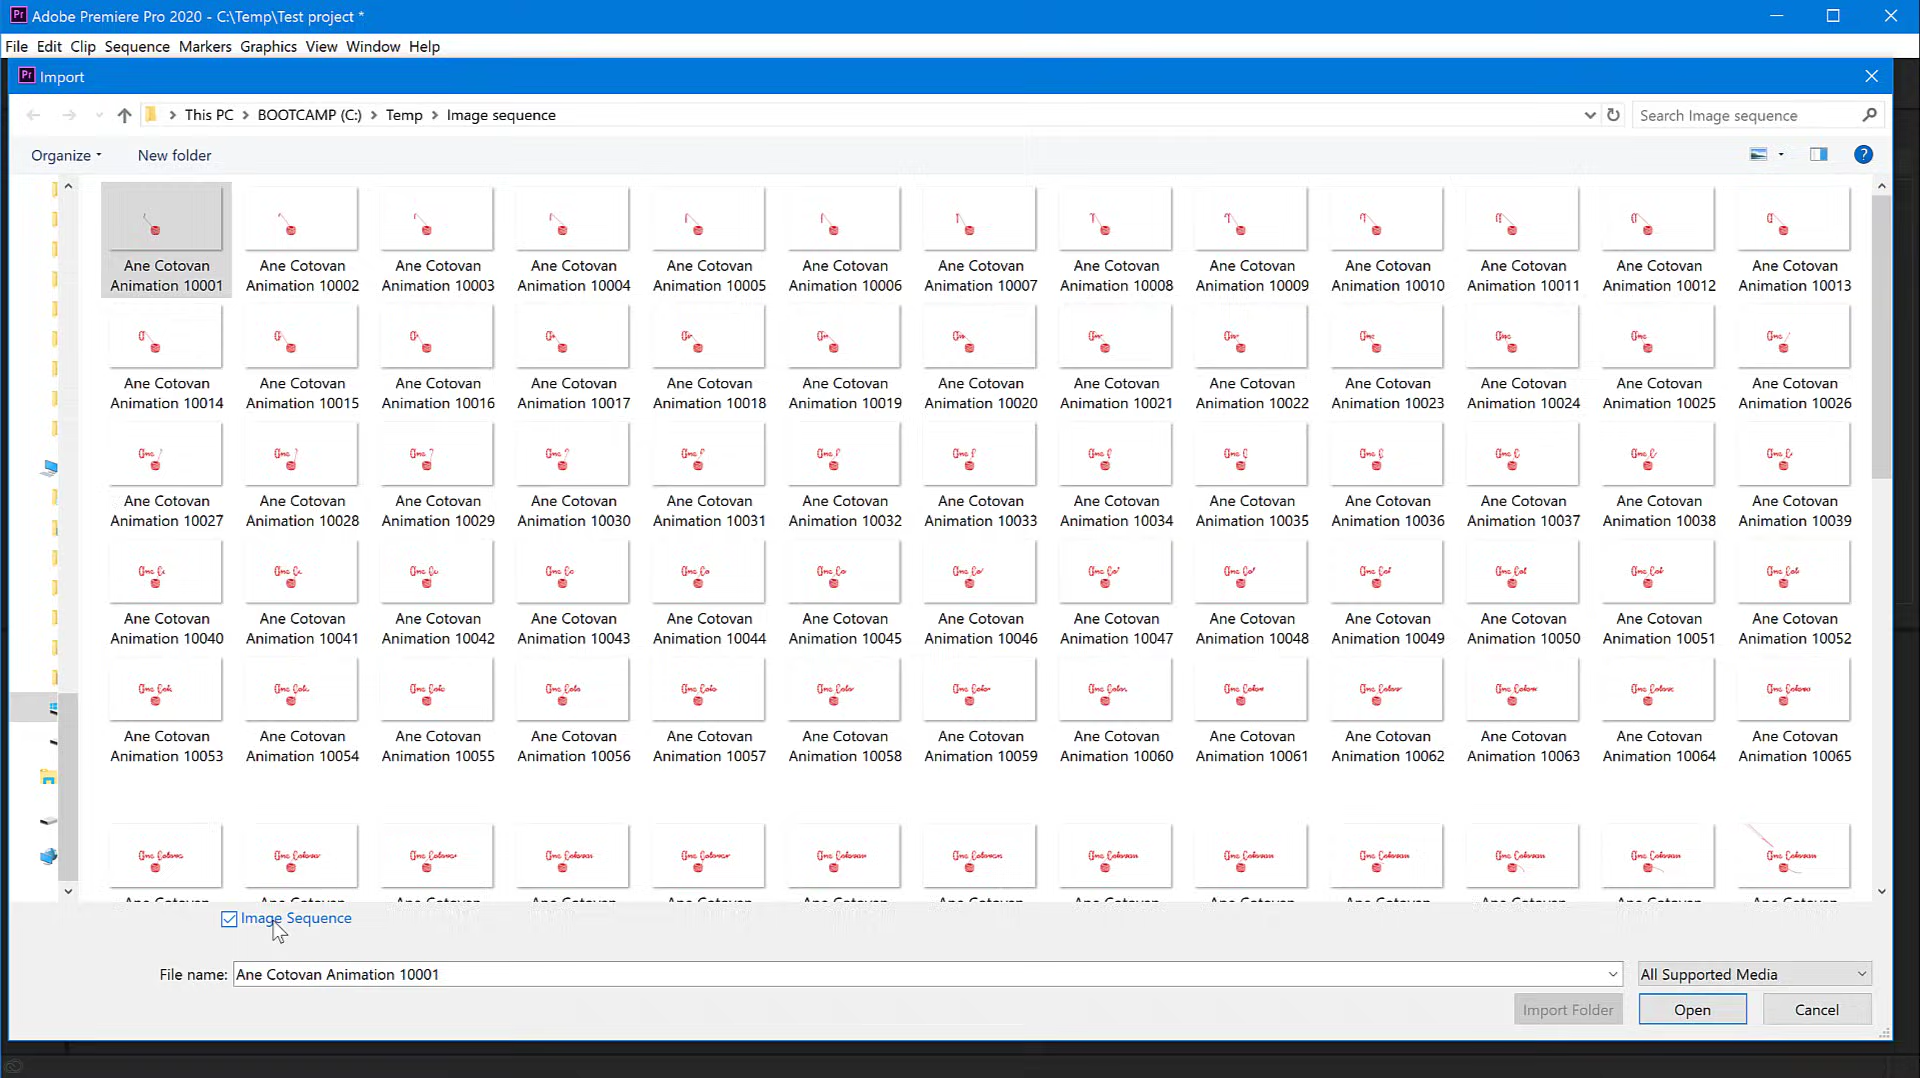 Pr Adobe Premiere Pro 2020 - C:\Temp\Test project *
File Edit Clip Sequence Markers Graphics View Window Help
Pr Import
This PC > BOOTCAMP (C:) > Temp > Image sequence
Search Image sequence
Organize New folder
?
Ane Cotovan Ane Cotovan Ane Cotovan Ane Cotovan Ane Cotovan Ane Cotovan Ane Cotovan Ane Cotovan Ane Cotovan Ane Cotovan Ane Cotovan Ane Cotovan Ane Cotovan
Animation 10001 Animation 10002 Animation 10003 Animation 10004 Animation 10005 Animation 10006 Animation 10007 Animation 10008 Animation 10009 Animation 10010 Animation 10011 Animation 10012 Animation 10013
Ane Cotovan Ane Cotovan Ane Cotovan Ane Cotovan Ane Cotovan Ane Cotovan Ane Cotovan Ane Cotovan Ane Cotovan Ane Cotovan Ane Cotovan Ane Cotovan Ane Cotovan
Animation 10014 Animation 10015 Animation 10016 Animation 10017 Animation 10018 Animation 10019 Animation 10020 Animation 10021 Animation 10022 Animation 10023 Animation 10024 Animation 10025 Animation 10026
Ane Cotovan Ane Cotovan Ane Cotovan Ane Cotovan Ane Cotovan Ane Cotovan Ane Cotovan Ane Cotovan Ane Cotovan Ane Cotovan Ane Cotovan Ane Cotovan Ane Cotovan
Animation 10027 Animation 10028 Animation 10029 Animation 10030 Animation 10031 Animation 10032 Animation 10033 Animation 10034 Animation 10035 Animation 10036 Animation 10037 Animation 10038 Animation 10039
Ane Cotovan Ane Cotovan Ane Cotovan Ane Cotovan Ane Cotovan Ane Cotovan Ane Cotovan Ane Cotovan Ane Cotovan Ane Cotovan Ane Cotovan Ane Cotovan Ane Cotovan
Animation 10040 Animation 10041 Animation 10042 Animation 10043 Animation 10044 Animation 10045 Animation 10046 Animation 10047 Animation 10048 Animation 10049 Animation 10050 Animation 10051 Animation 10052
Ane Cotovan Ane Cotovan Ane Cotovan Ane Cotovan Ane Cotovan Ane Cotovan Ane Cotovan Ane Cotovan Ane Cotovan Ane Cotovan Ane Cotovan Ane Cotovan Ane Cotovan
Animation 10053 Animation 10054 Animation 10055 Animation 10056 Animation 10057 Animation 10058 Animation 10059 Animation 10060 Animation 10061 Animation 10062 Animation 10063 Animation 10064 Animation 10065
Image Sequence
File name: Ane Cotovan Animation 10001
All Supported Media
Import Folder Open Cancel